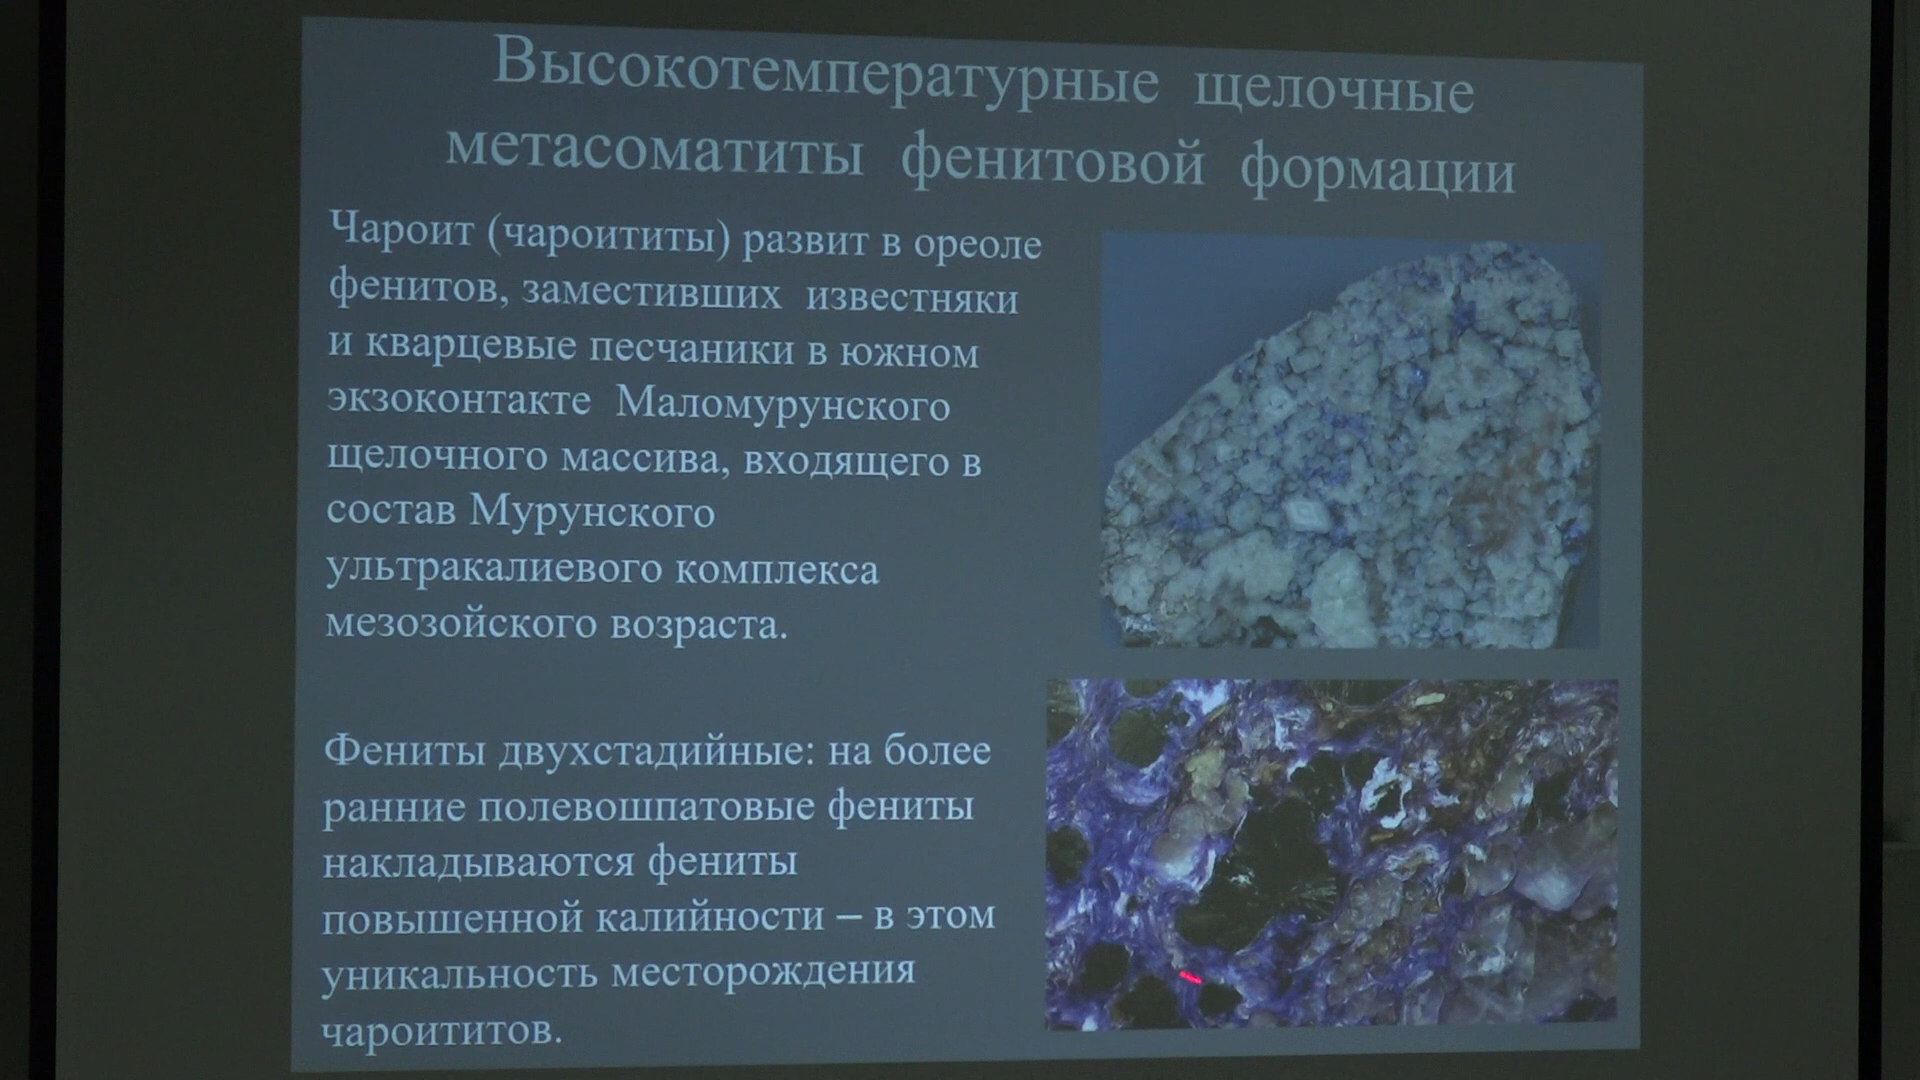 Высокотемпературные щелочные
метасоматиты фенитовой формации
Чароит (чароититы) развит в ореоле
фенитов, заместивших известняки
и кварцевые песчаники в южном
экзоконтакте Маломурунского
щелочного массива, входящего в
состав Мурунского
ультракалиевого комплекса
мезозойского возраста.
Фениты двухстадийные: на более
ранние полевошпатовые фениты
накладываются фениты
повышенной калийности – в этом
уникальность месторождения
чароититов.